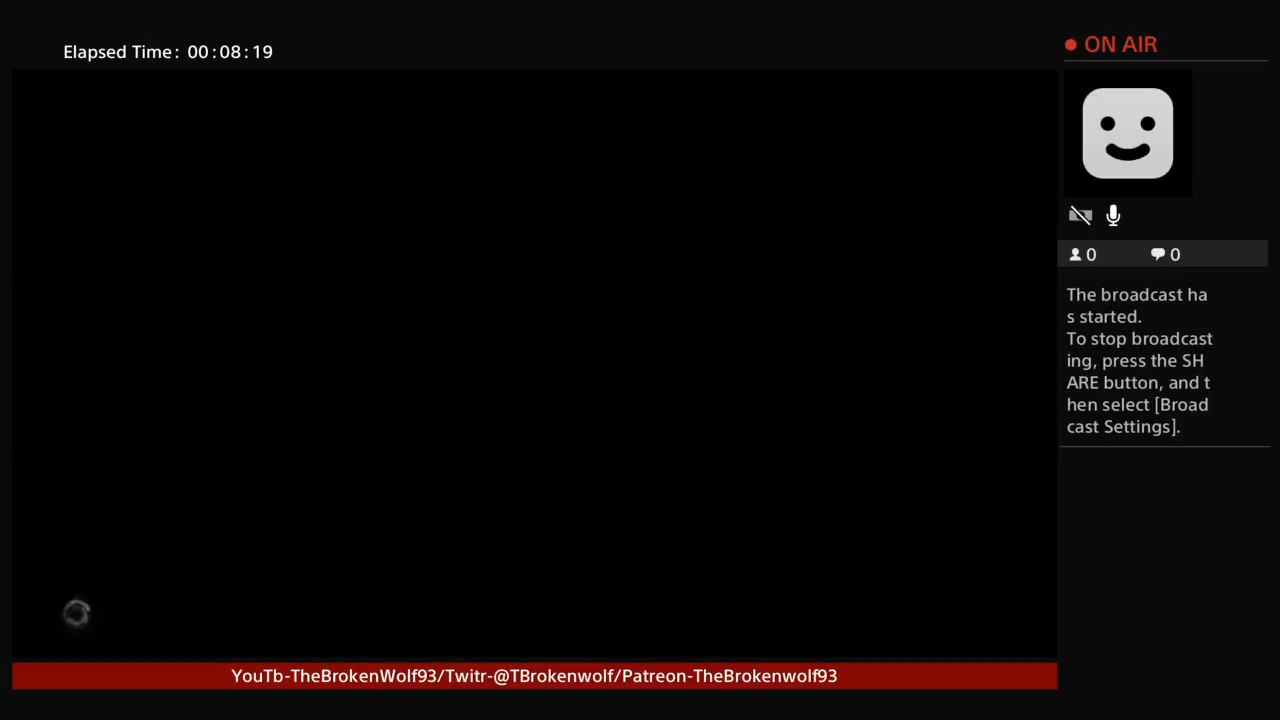 Elapsed Time: 00:08:19
ON AIR
0 0
The broadcast ha
s started.
To stop broadcast
ing, press the SH
ARE button, and t
hen select [Broad
cast Settings].
YouTb-TheBrokenWolf93/Twitr-@TBrokenwolf/Patreon-TheBrokenwolf93